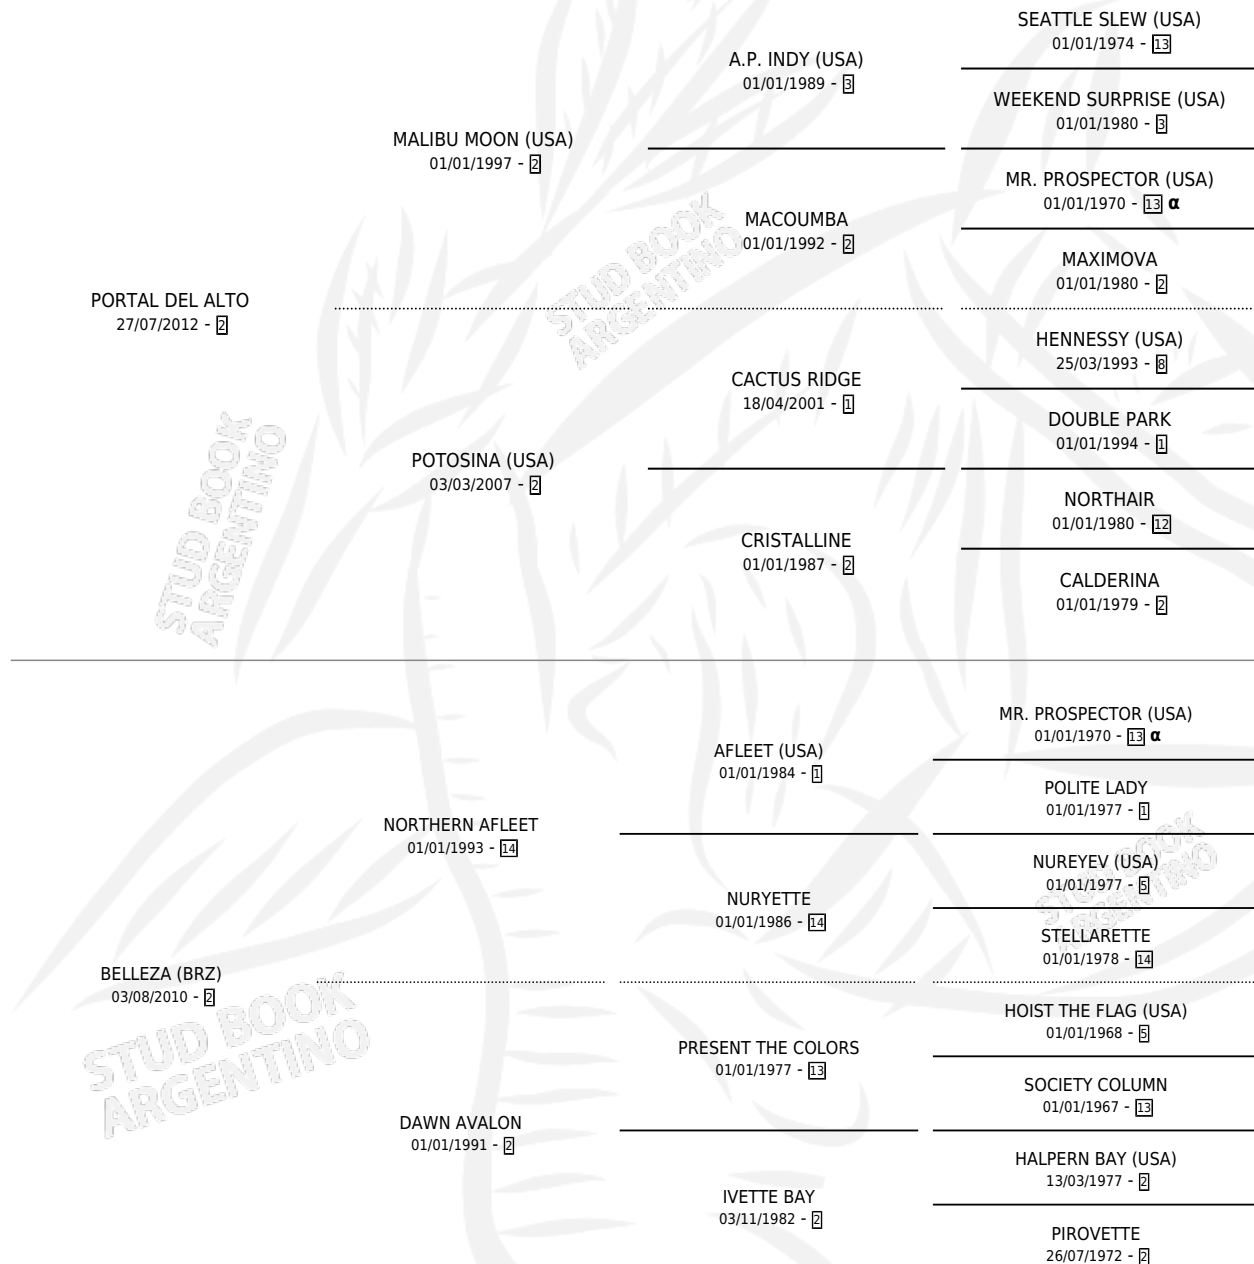 SEATTLE SLEW (USA)
01/01/1974 - 13
A.P. INDY (USA)
01/01/1989 - 3
WEEKEND SURPRISE (USA)
01/01/1980 - 3
MALIBU MOON (USA)
01/01/1997 - 2
MR. PROSPECTOR (USA)
01/01/1970 - 13 α
MACOUMBA
01/01/1992 - 2
MAXIMOVA
01/01/1980 - 2
PORTAL DEL ALTO
27/07/2012 - 2
HENNESSY (USA)
25/03/1993 - 8
CACTUS RIDGE
18/04/2001 - 1
DOUBLE PARK
01/01/1994 - 1
POTOSINA (USA)
03/03/2007 - 2
NORTHAIR
01/01/1980 - 12
CRISTALLINE
01/01/1987 - 2
CALDERINA
01/01/1979 - 2
MR. PROSPECTOR (USA)
01/01/1970 - 13 α
AFLEET (USA)
01/01/1984 - 1
POLITE LADY
01/01/1977 - 1
NORTHERN AFLEET
01/01/1993 - 14
NUREYEV (USA)
01/01/1977 - 5
NURYETTE
01/01/1986 - 14
STELLARETTE
01/01/1978 - 14
BELLEZA (BRZ)
03/08/2010 - 2
HOIST THE FLAG (USA)
01/01/1968 - 5
PRESENT THE COLORS
01/01/1977 - 13
SOCIETY COLUMN
01/01/1967 - 13
DAWN AVALON
01/01/1991 - 2
HALPERN BAY (USA)
13/03/1977 - 2
IVETTE BAY
03/11/1982 - 2
PIROVETTE
26/07/1972 - 2
STUD BOOK
ARGENTINO
STUD BOOK
ARGENTINO
STUD BOOK
ARGENTINO
STUD BOOK
ARGENTINO